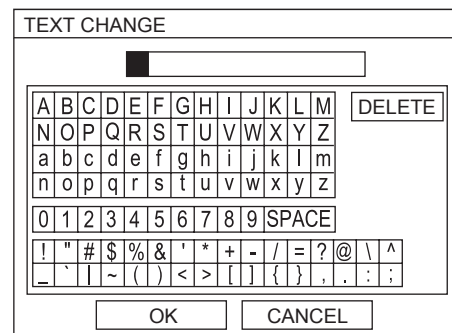 TEXT CHANGE
A B C D E F G H I J K L M DELETE
N O P Q R S T U V W X Y Z
a b c d e f g h i j k l m
n o p q r s t u v w x y z
0 1 2 3 4 5 6 7 8 9 SPACE
! " # $ % & ' * + - / = ? @ \ ^
_ ` | ~ ( ) < > [ ] { } , . : ;
OK CANCEL